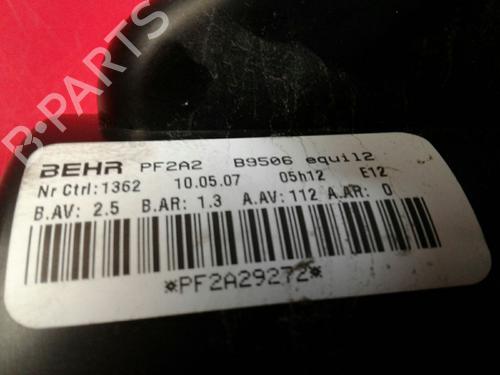 B-PARTS
BEHR PF2A2 B9506 equi12
Nr Ctrl:1362 10.05.07 05h12 E12
B.AV: 2.5 B.AR: 1.3 A.AV: 112 A.AR: 0
*PF2A29272*